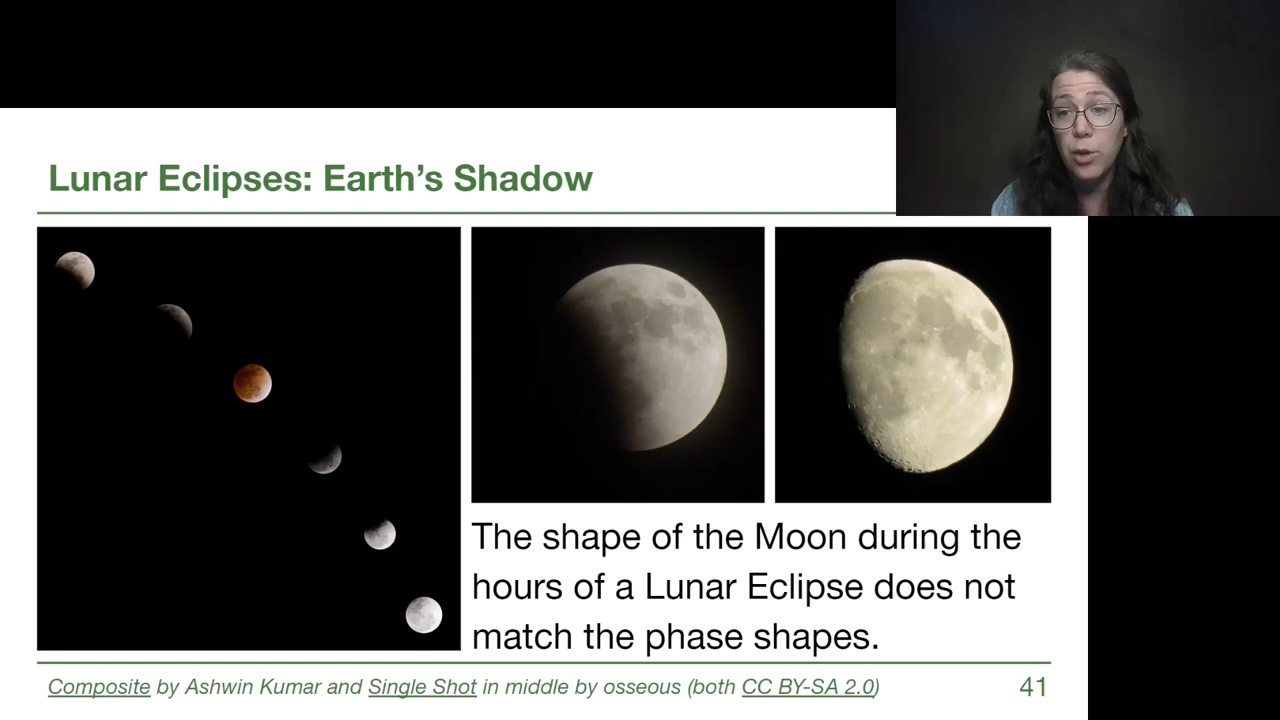 Lunar Eclipses: Earth’s Shadow
The shape of the Moon during the
hours of a Lunar Eclipse does not
match the phase shapes.
Composite by Ashwin Kumar and Single Shot in middle by osseous (both CC BY-SA 2.0)
41